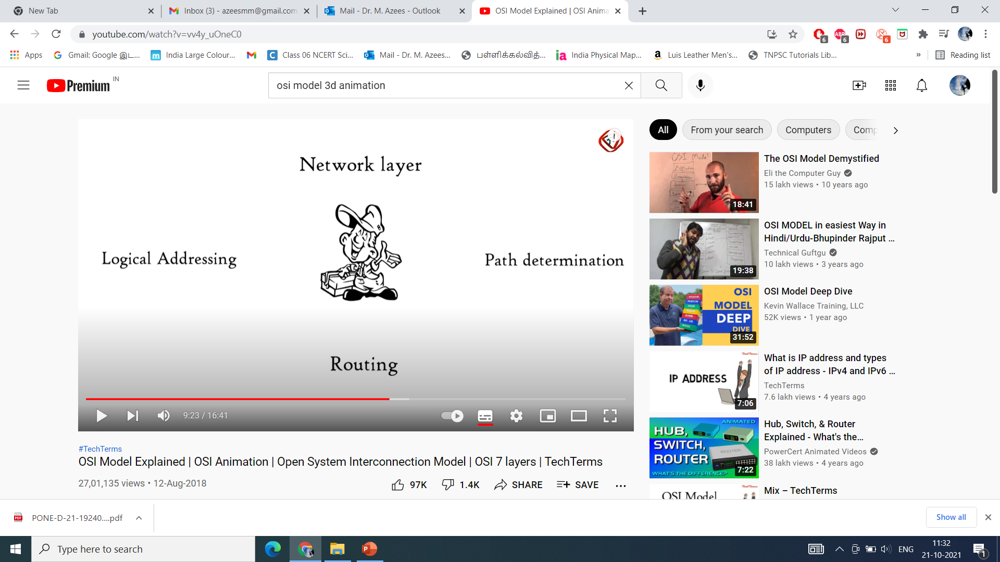 New Tab
Inbox (3) - azeesmm@gmail.com
Mail - Dr. M. Azees - Outlook
OSI Model Explained | OSI Anima
youtube.com/watch?v=vv4y_uOneC0
6
ABP 6
6
Apps
Gmail: Google இட...
India Large Colour...
Class 06 NCERT Sci...
Mail - Dr. M. Azees...
பள்ளிக்கல்வித்...
India Physical Map...
Luis Leather Men's...
TNPSC Tutorials Lib...
»
Reading list
Premium IN
osi model 3d animation
Network layer
Logical Addressing
Path determination
Routing
9:23 / 16:41
#TechTerms
OSI Model Explained | OSI Animation | Open System Interconnection Model | OSI 7 layers | TechTerms
27,01,135 views • 12-Aug-2018
97K
1.4K
SHARE
SAVE
All
From your search
Computers
Comp
OSI Model
18:41
The OSI Model Demystified
Eli the Computer Guy
15 lakh views • 10 years ago
19:38
OSI MODEL in easiest Way in
Hindi/Urdu-Bhupinder Rajput ...
Technical Guftgu
10 lakh views • 3 years ago
OSI
MODEL
DEEP
DIVE
31:52
OSI Model Deep Dive
Kevin Wallace Training, LLC
52K views • 1 year ago
TechTerms
IP ADDRESS
7:06
What is IP address and types
of IP address - IPv4 and IPv6 ...
TechTerms
7.6 lakh views • 4 years ago
ANIMATED
HUB,
SWITCH,
ROUTER
ROUTER
WHAT'S THE DIFFERENCE?
7:22
Hub, Switch, & Router
Explained - What's the...
PowerCert Animated Videos
38 lakh views • 4 years ago
OSI Model
Mix – TechTerms
PDF
PONE-D-21-19240....pdf
Show all
Type here to search
ENG
11:32
21-10-2021
1